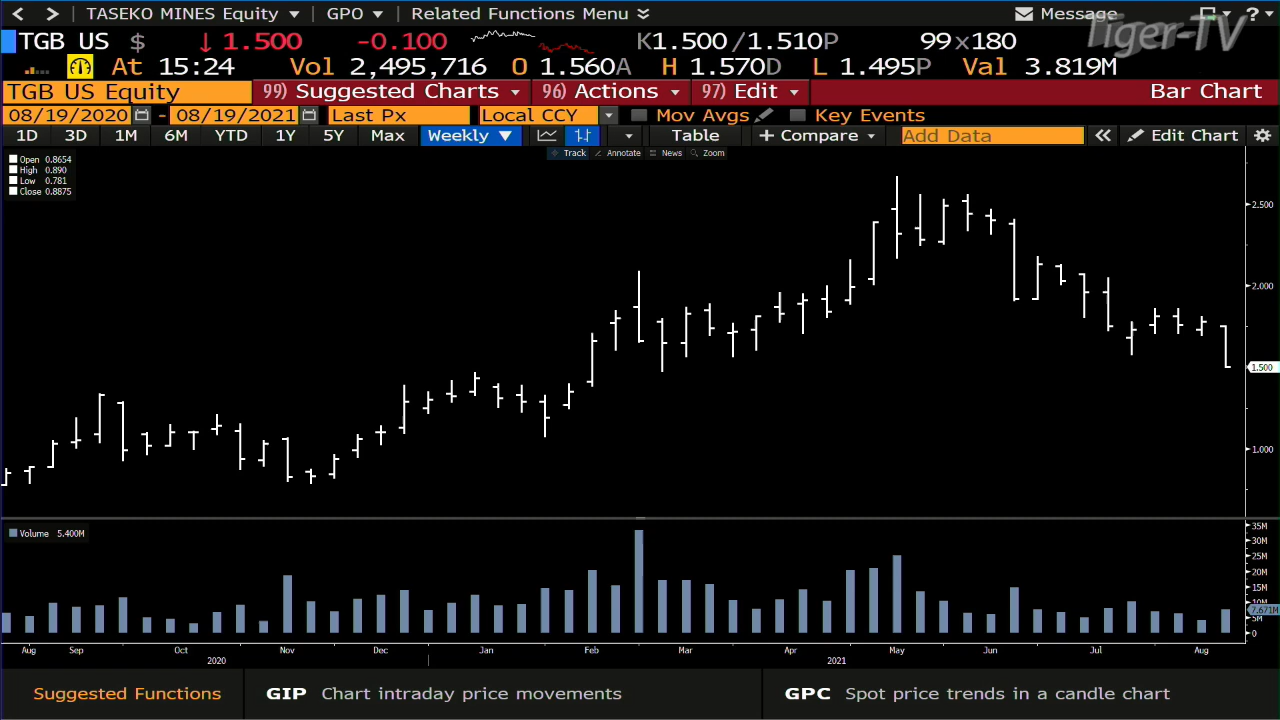 < > TASEKO MINES Equity ▼ | GPO ▼ | Related Functions Menu Message ?
Tiger-TV
TGB US $ ↓ 1.500 -0.100 K1.500 /1.510P 99 x 180
At 15:24 Vol 2,495,716 O 1.560A H 1.570D L 1.495P Val 3.819M
TGB US Equity 99) Suggested Charts 96) Actions 97) Edit Bar Chart
08/19/2020 - 08/19/2021 Last Px Local CCY Mov Avgs Key Events
1D 3D 1M 6M YTD 1Y 5Y Max Weekly ▼ Table + Compare Add Data « Edit Chart
Track Annotate News Zoom
Open 0.8654
High 0.890
Low 0.781
Close 0.8875
2.500
2.000
1.500
1.000
Volume 5.400M
35M
30M
25M
20M
15M
10M
7.671M
5M
0
Aug Sep Oct Nov Dec Jan Feb Mar Apr May Jun Jul Aug
2020 2021
Suggested Functions GIP Chart intraday price movements GPC Spot price trends in a candle chart